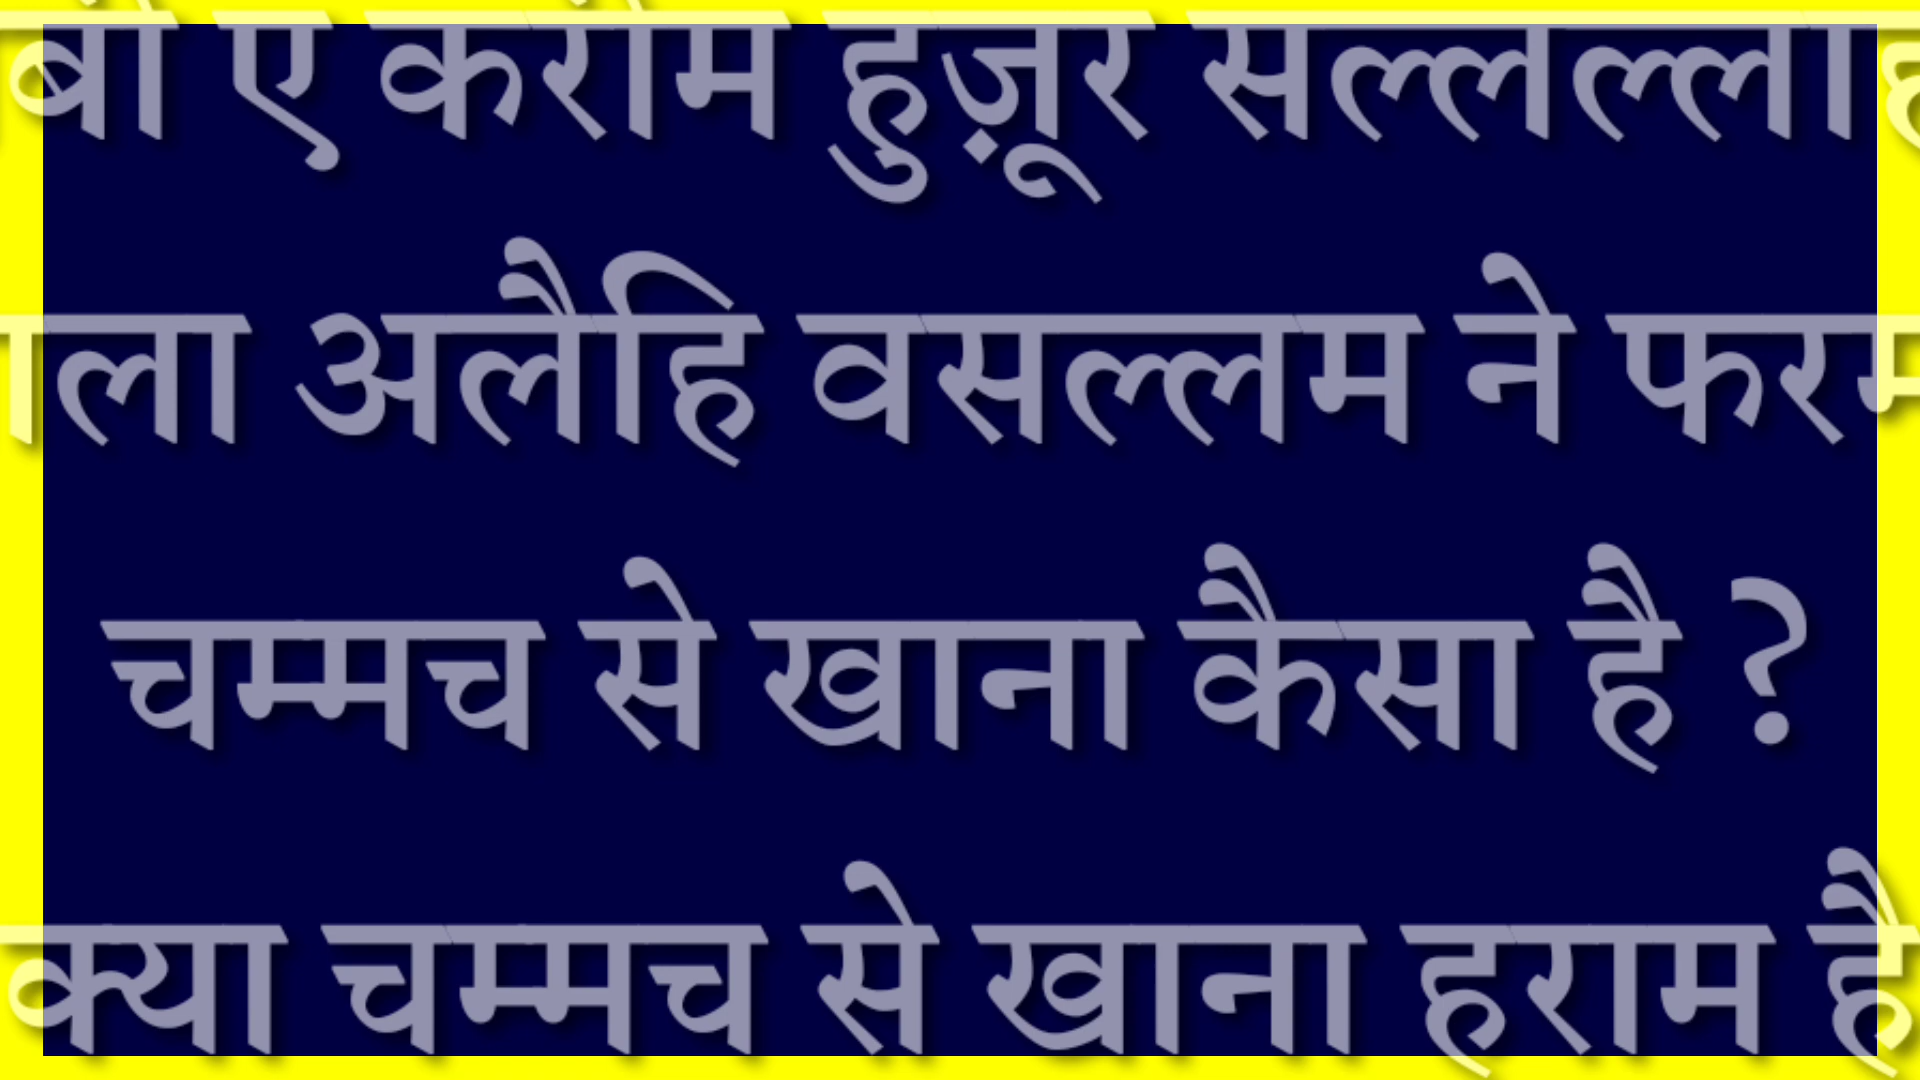 ए करीम हुज़ूर
अलैहि वसल्लम ने
चम्मच से खाना कैसा है ?
क्या चम्मच से खाना हराम है